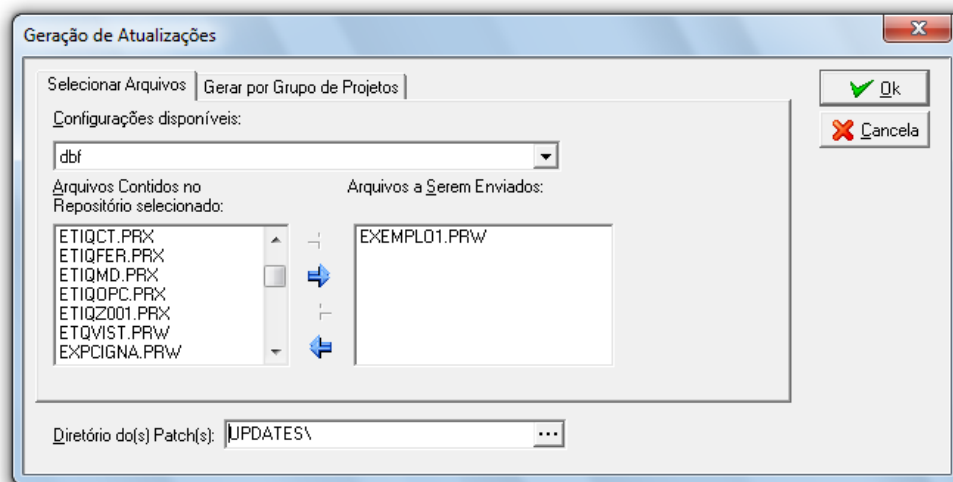 Geração de Atualizações
Selecionar Arquivos
Gerar por Grupo de Projetos
Ok
Cancela
Configurações disponíveis:
dbf
Arquivos Contidos no
Repositório selecionado:
Arquivos a Serem Enviados:
ETIQCT.PRX
ETIQFER.PRX
ETIQMD.PRX
ETIQOPC.PRX
ETIQZ001.PRX
ETQVIST.PRW
EXPCIGNA.PRW
EXEMPLO1.PRW
Diretório do(s) Patch(s):
UPDATES\
...